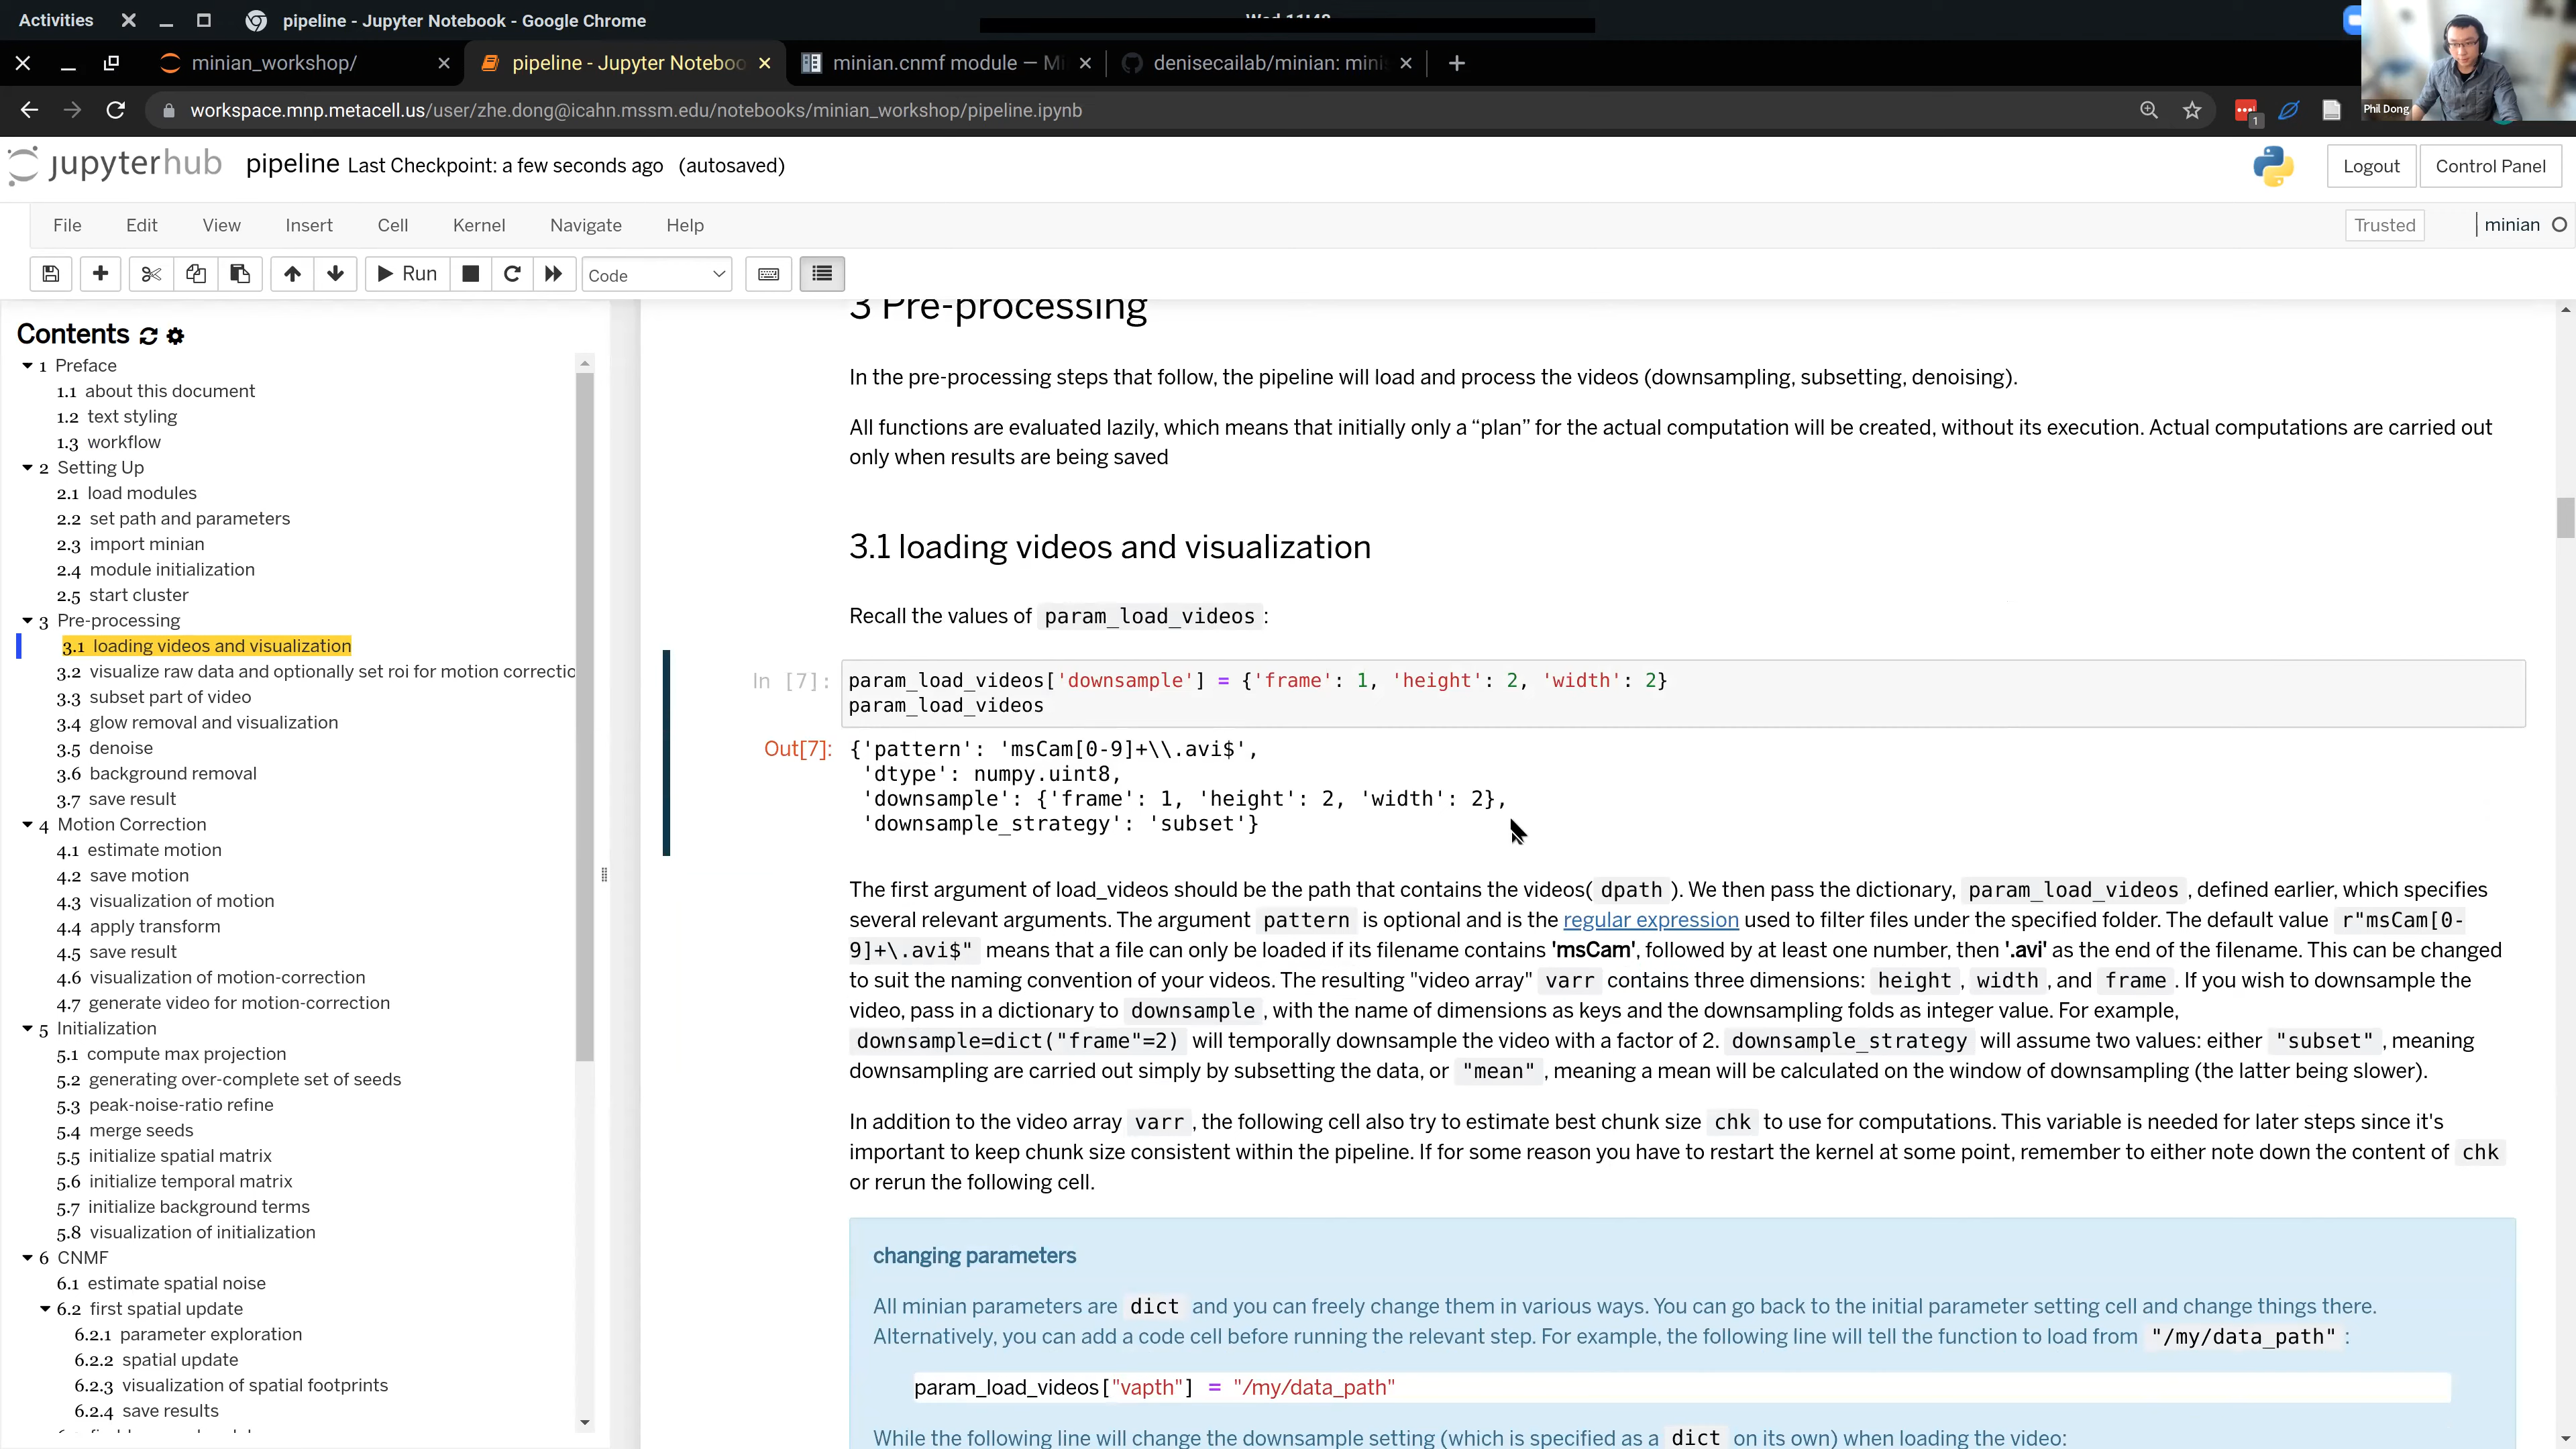 Activities
pipeline - Jupyter Notebook - Google Chrome
minian_workshop/
pipeline - Jupyter Noteboo
minian.cnmf module — Mi
denisecailab/minian: minis
workspace.mnp.metacell.us/user/zhe.dong@icahn.mssm.edu/notebooks/minian_workshop/pipeline.ipynb
1
Phil Dong
jupyterhub pipeline Last Checkpoint: a few seconds ago (autosaved)
Logout Control Panel
File Edit View Insert Cell Kernel Navigate Help
Trusted minian
Run Code
Contents
1 Preface
1.1 about this document
1.2 text styling
1.3 workflow
2 Setting Up
2.1 load modules
2.2 set path and parameters
2.3 import minian
2.4 module initialization
2.5 start cluster
3 Pre-processing
3.1 loading videos and visualization
3.2 visualize raw data and optionally set roi for motion correctio
3.3 subset part of video
3.4 glow removal and visualization
3.5 denoise
3.6 background removal
3.7 save result
4 Motion Correction
4.1 estimate motion
4.2 save motion
4.3 visualization of motion
4.4 apply transform
4.5 save result
4.6 visualization of motion-correction
4.7 generate video for motion-correction
5 Initialization
5.1 compute max projection
5.2 generating over-complete set of seeds
5.3 peak-noise-ratio refine
5.4 merge seeds
5.5 initialize spatial matrix
5.6 initialize temporal matrix
5.7 initialize background terms
5.8 visualization of initialization
6 CNMF
6.1 estimate spatial noise
6.2 first spatial update
6.2.1 parameter exploration
6.2.2 spatial update
6.2.3 visualization of spatial footprints
6.2.4 save results
3 Pre-processing
In the pre-processing steps that follow, the pipeline will load and process the videos (downsampling, subsetting, denoising).
All functions are evaluated lazily, which means that initially only a “plan” for the actual computation will be created, without its execution. Actual computations are carried out
only when results are being saved
3.1 loading videos and visualization
Recall the values of param_load_videos:
In [7]: param_load_videos['downsample'] = {'frame': 1, 'height': 2, 'width': 2}
param_load_videos
Out[7]: {'pattern': 'msCam[0-9]+\\.avi$',
'dtype': numpy.uint8,
'downsample': {'frame': 1, 'height': 2, 'width': 2},
'downsample_strategy': 'subset'}
The first argument of load_videos should be the path that contains the videos( dpath ). We then pass the dictionary, param_load_videos , defined earlier, which specifies
several relevant arguments. The argument pattern is optional and is the regular expression used to filter files under the specified folder. The default value r"msCam[0-
9]+\.avi$" means that a file can only be loaded if its filename contains 'msCam', followed by at least one number, then '.avi' as the end of the filename. This can be changed
to suit the naming convention of your videos. The resulting "video array" varr contains three dimensions: height , width , and frame . If you wish to downsample the
video, pass in a dictionary to downsample , with the name of dimensions as keys and the downsampling folds as integer value. For example,
downsample=dict("frame"=2) will temporally downsample the video with a factor of 2. downsample_strategy will assume two values: either "subset" , meaning
downsampling are carried out simply by subsetting the data, or "mean" , meaning a mean will be calculated on the window of downsampling (the latter being slower).
In addition to the video array varr , the following cell also try to estimate best chunk size chk to use for computations. This variable is needed for later steps since it's
important to keep chunk size consistent within the pipeline. If for some reason you have to restart the kernel at some point, remember to either note down the content of chk
or rerun the following cell.
changing parameters
All minian parameters are dict and you can freely change them in various ways. You can go back to the initial parameter setting cell and change things there.
Alternatively, you can add a code cell before running the relevant step. For example, the following line will tell the function to load from "/my/data_path" :
param_load_videos["vapth"] = "/my/data_path"
While the following line will change the downsample setting (which is specified as a dict on its own) when loading the video: